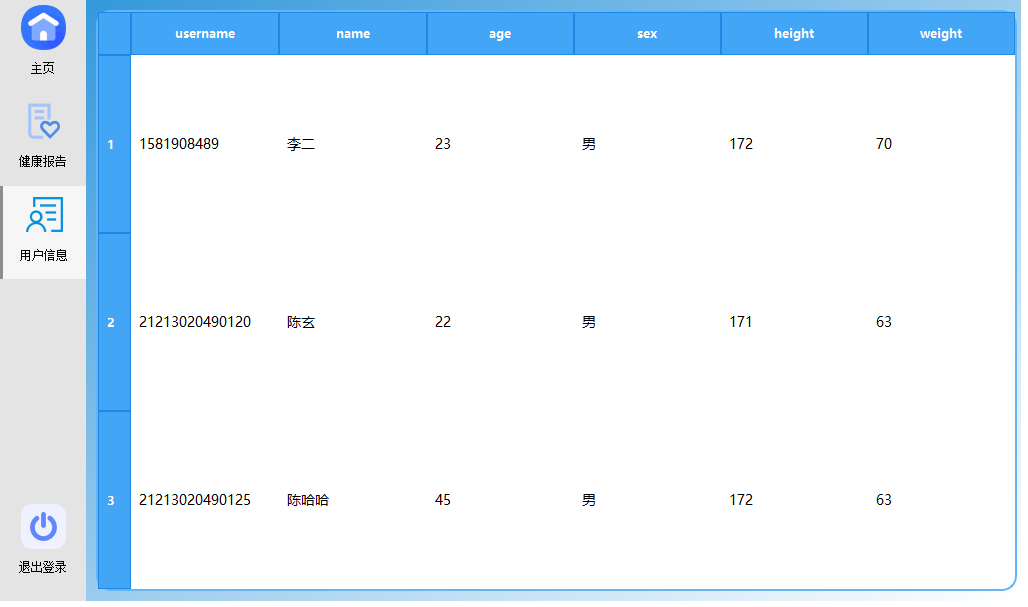 主页
健康报告
用户信息
退出登录
username name age sex height weight
1 1581908489 李二 23 男 172 70
2 21213020490120 陈玄 22 男 171 63
3 21213020490125 陈哈哈 45 男 172 63